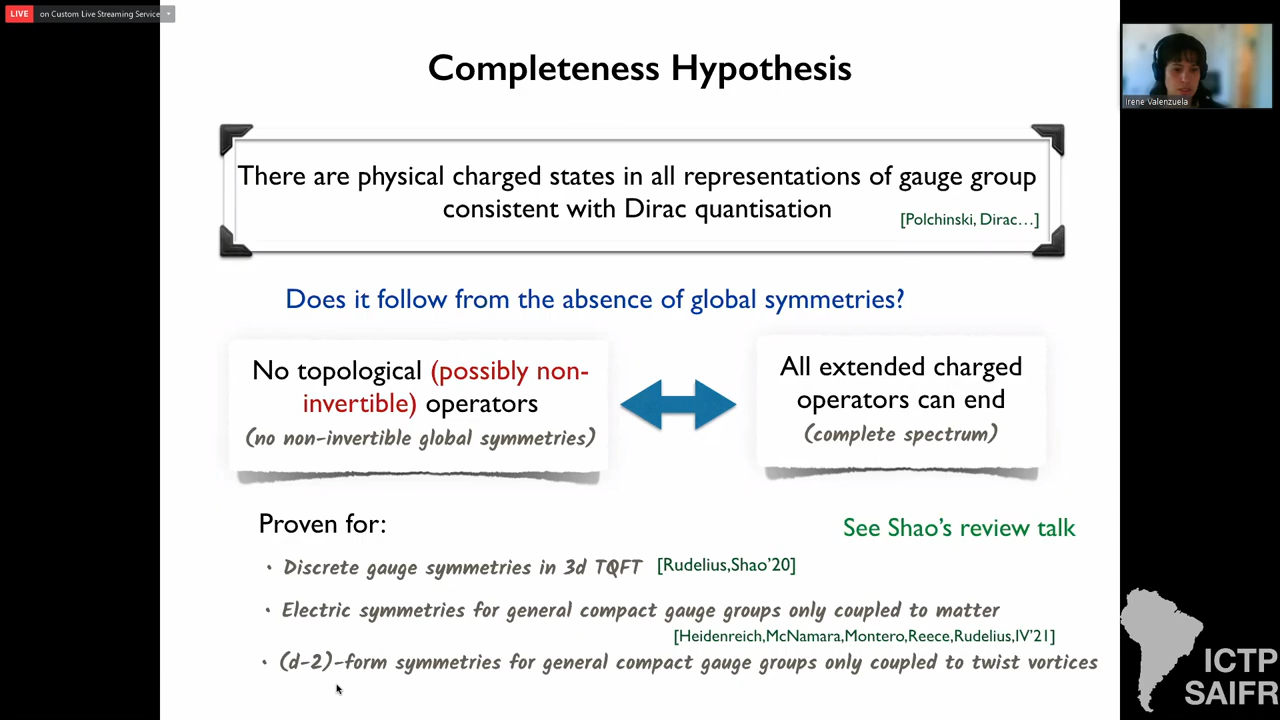 LIVE on Custom Live Streaming Service
Completeness Hypothesis
Irene Valenzuela
There are physical charged states in all representations of gauge group
consistent with Dirac quantisation
[Polchinski, Dirac…]
Does it follow from the absence of global symmetries?
No topological (possibly non-
invertible) operators
(no non-invertible global symmetries)
All extended charged
operators can end
(complete spectrum)
Proven for:
See Shao's review talk
· Discrete gauge symmetries in 3d TQFT [Rudelius,Shao'20]
· Electric symmetries for general compact gauge groups only coupled to matter
[Heidenreich,McNamara,Montero,Reece,Rudelius,IV'21]
· (d-2)-form symmetries for general compact gauge groups only coupled to twist vortices
ICTP
SAIFR